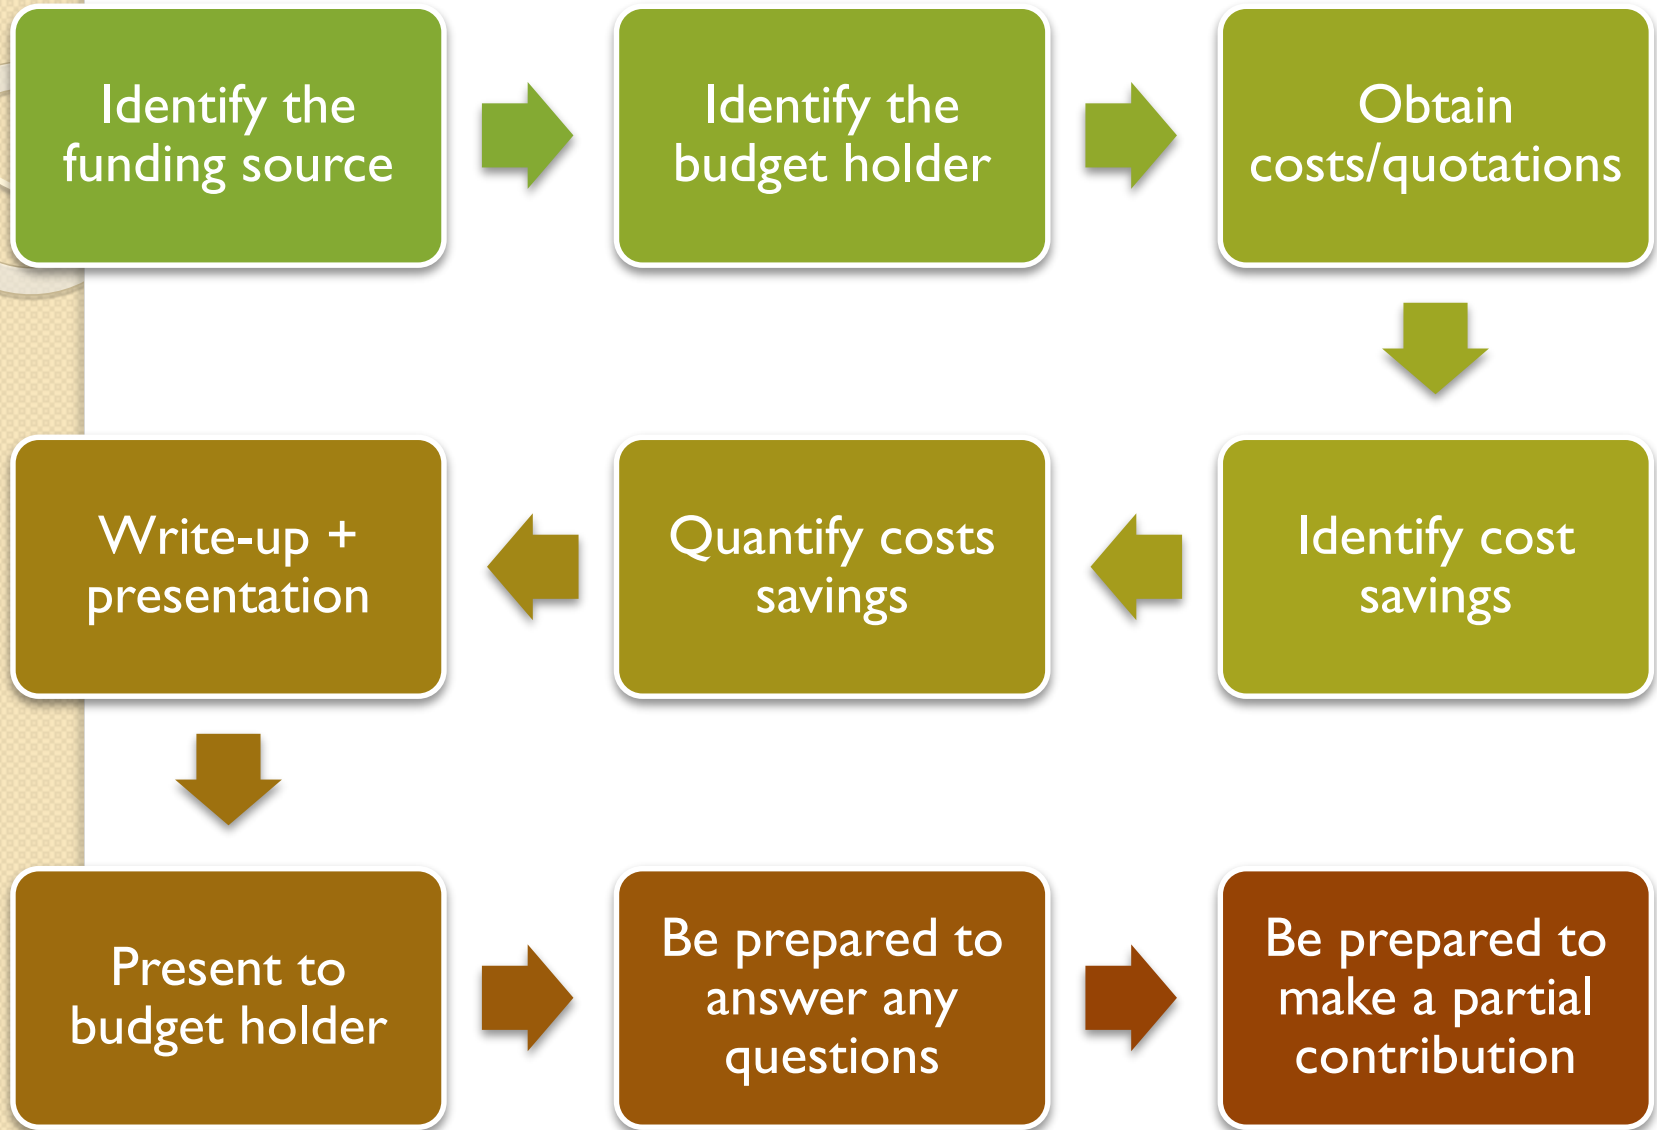 Identify the
funding source
Identify the
budget holder
Obtain
costs/quotations
Identify cost
savings
Quantify costs
savings
Write-up +
presentation
Present to
budget holder
Be prepared to
answer any
questions
Be prepared to
make a partial
contribution